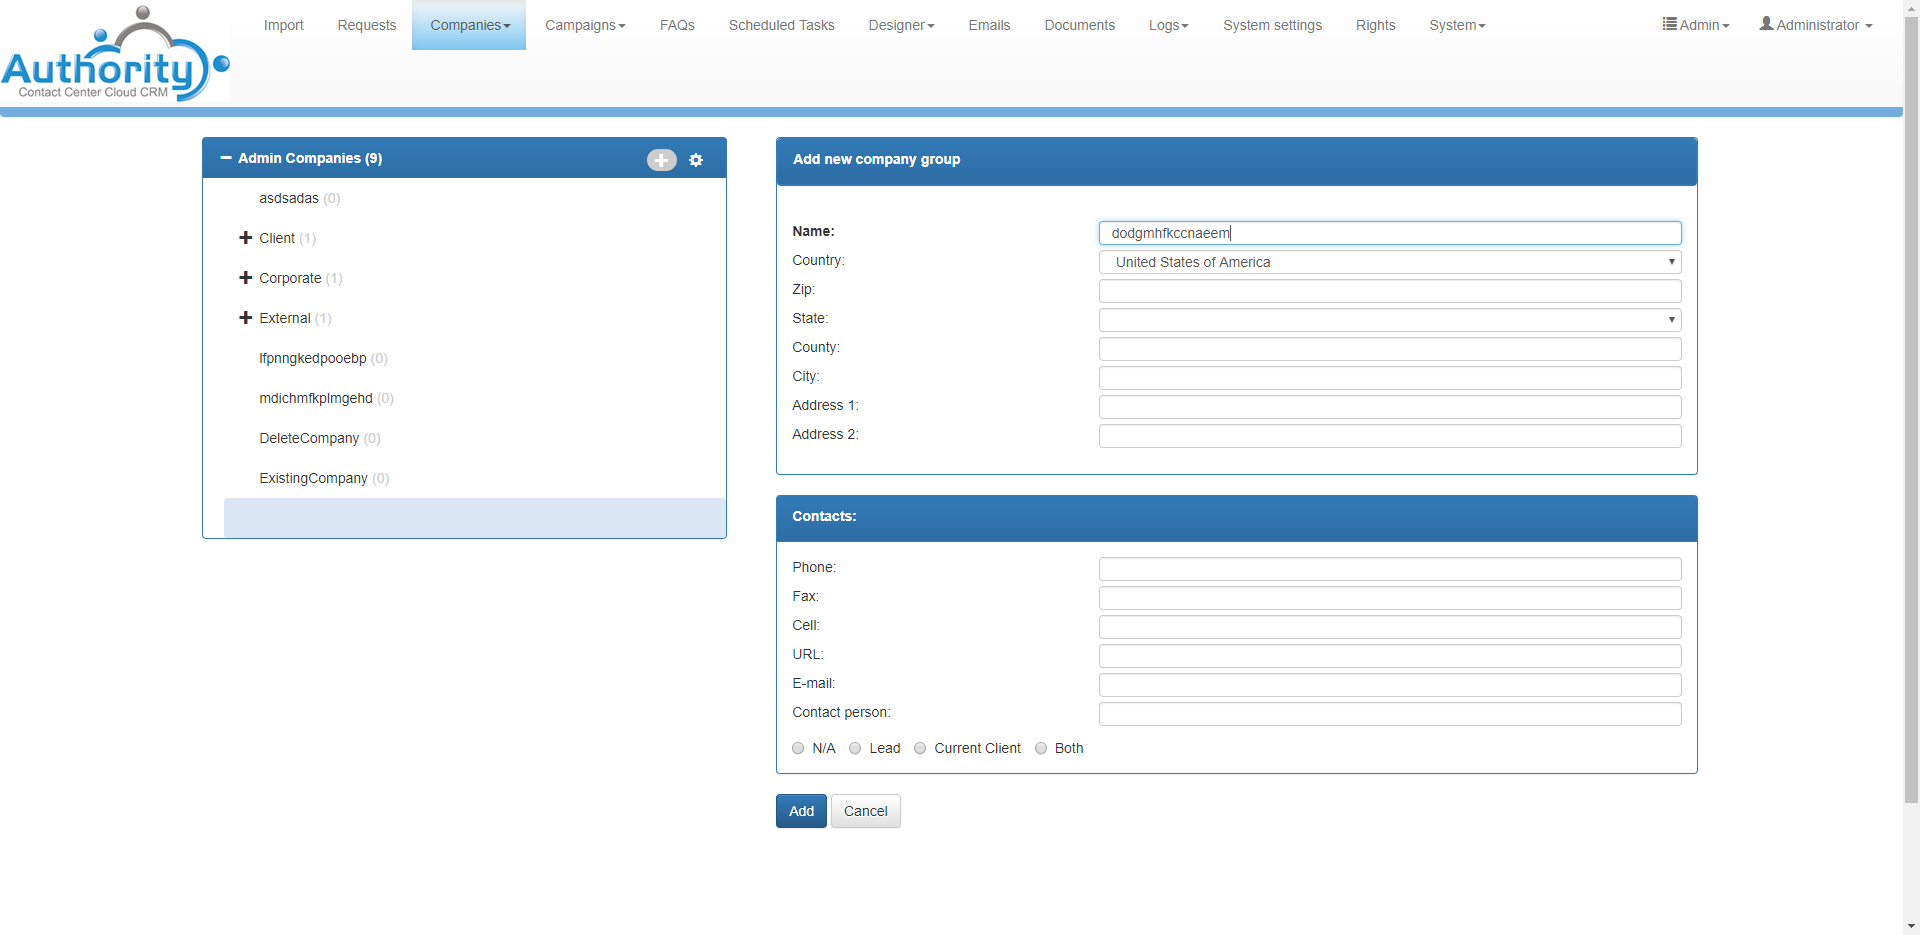 Authority
Contact Center Cloud CRM
Import Requests Companies Campaigns FAQs Scheduled Tasks Designer Emails Documents Logs System settings Rights System Admin Administrator
Admin Companies (9)
asdsadas (0)
Client (1)
Corporate (1)
External (1)
lfpnngkedpooebp (0)
mdichmfkplmgehd (0)
DeleteCompany (0)
ExistingCompany (0)
Add new company group
Name: dodgmhfkccnaeem
Country: United States of America
Zip:
State:
County:
City:
Address 1:
Address 2:
Contacts:
Phone:
Fax:
Cell:
URL:
E-mail:
Contact person:
N/A Lead Current Client Both
Add Cancel